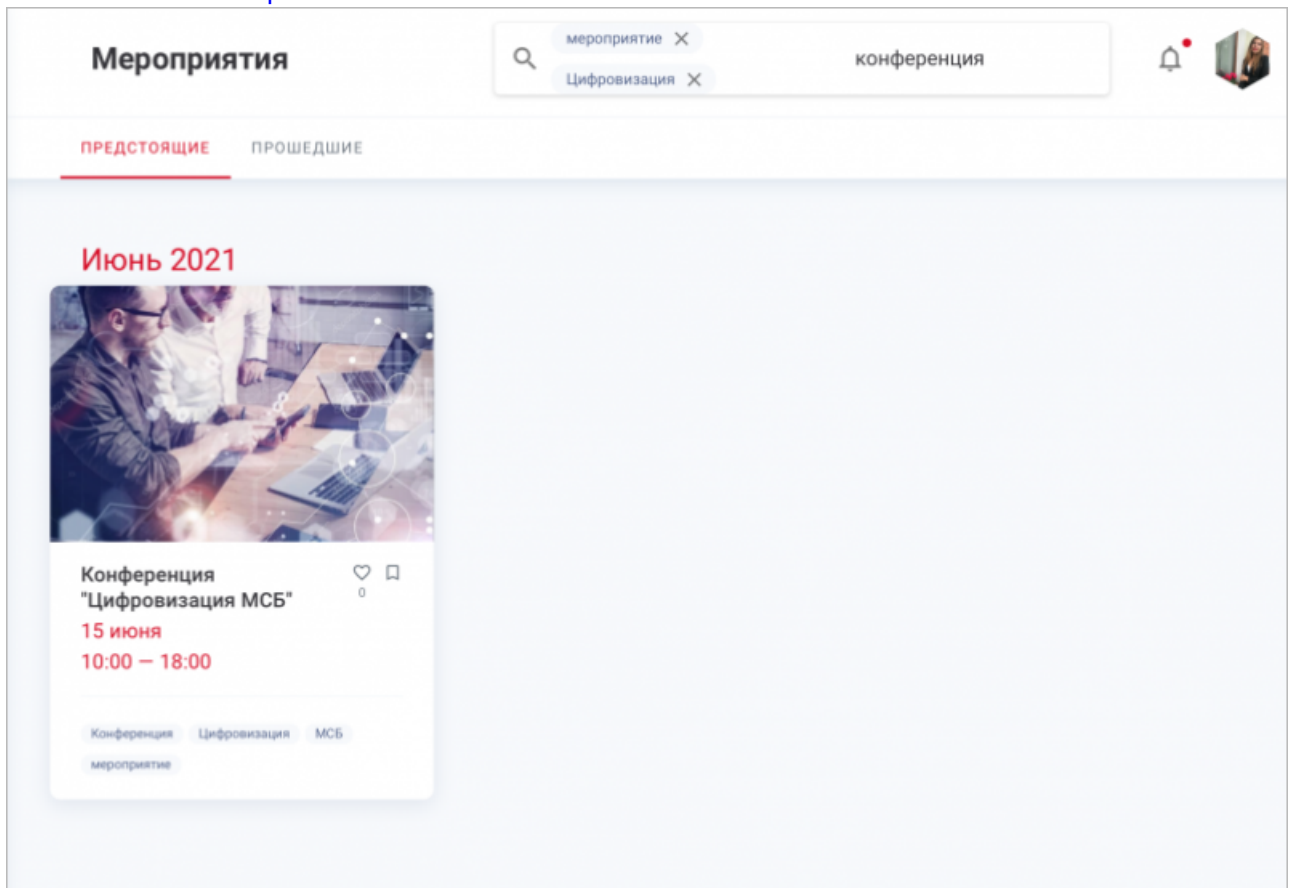 Мероприятия
мероприятие
Цифровизация
конференция
ПРЕДСТОЯЩИЕ ПРОШЕДШИЕ
Июнь 2021
Конференция
"Цифровизация МСБ"
0
15 июня
10:00 — 18:00
Конференция Цифровизация МСБ
мероприятие